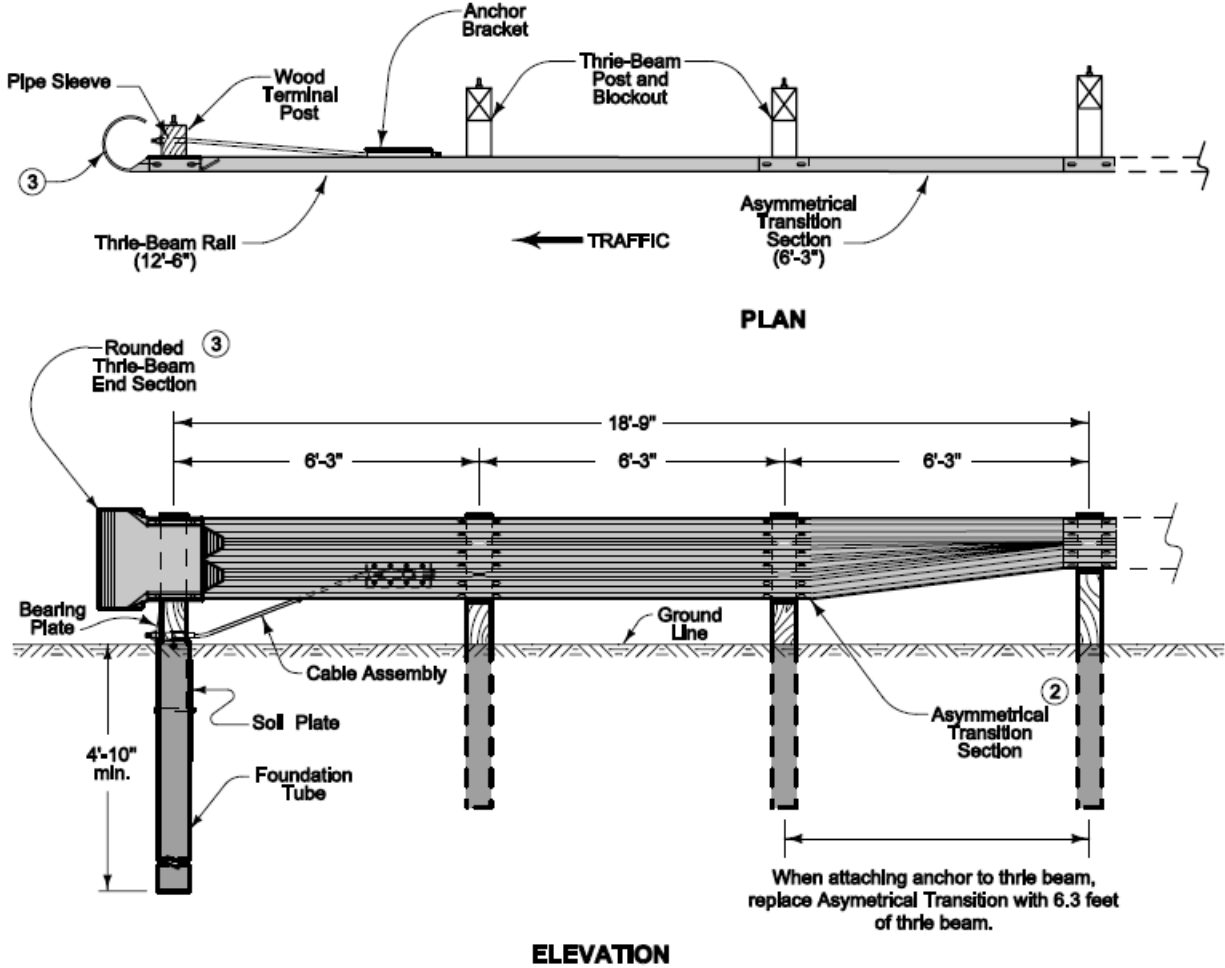 Anchor
Bracket
Pipe Sleeve
Wood
Terminal
Post
Thrie-Beam
Post and
Blockout
3
Thrie-Beam Rail
(12'-6")
TRAFFIC
Asymmetrical
Transition
Section
(6'-3")
PLAN
Rounded
Thrie-Beam
End Section
3
18'-9"
6'-3"
6'-3"
6'-3"
Bearing
Plate
Ground
Line
Cable Assembly
Soil Plate
2
Asymmetrical
Transition
Section
4'-10"
min.
Foundation
Tube
When attaching anchor to thrie beam,
replace Asymetrical Transition with 6.3 feet
of thrie beam.
ELEVATION